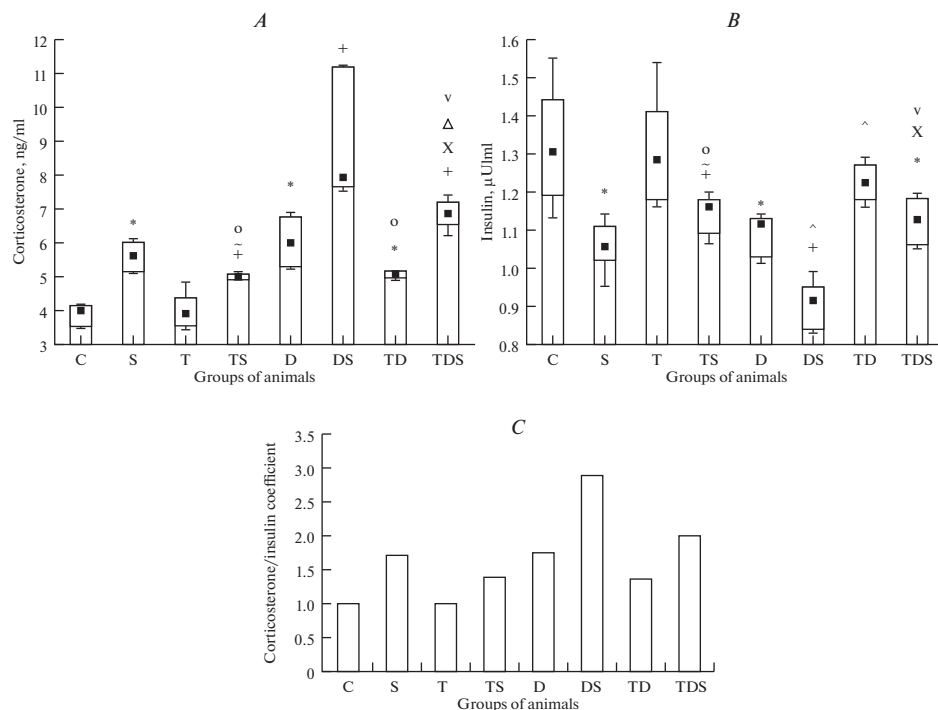 A
B
12
11
10
9
8
7
6
5
4
3
Corticosterone, ng/ml
+
v
Δ
X
+
*
*
o
~
+
o
*
C S T TS D DS TD TDS
Groups of animals
1.6
1.5
1.4
1.3
1.2
1.1
1.0
0.9
0.8
Insulin, μUlml
*
o
~
+
*
^
+
^
v
X
*
C S T TS D DS TD TDS
Groups of animals
C
3.5
3.0
2.5
2.0
1.5
1.0
0.5
0
Corticosterone/insulin coefficient
C S T TS D DS TD TDS
Groups of animals